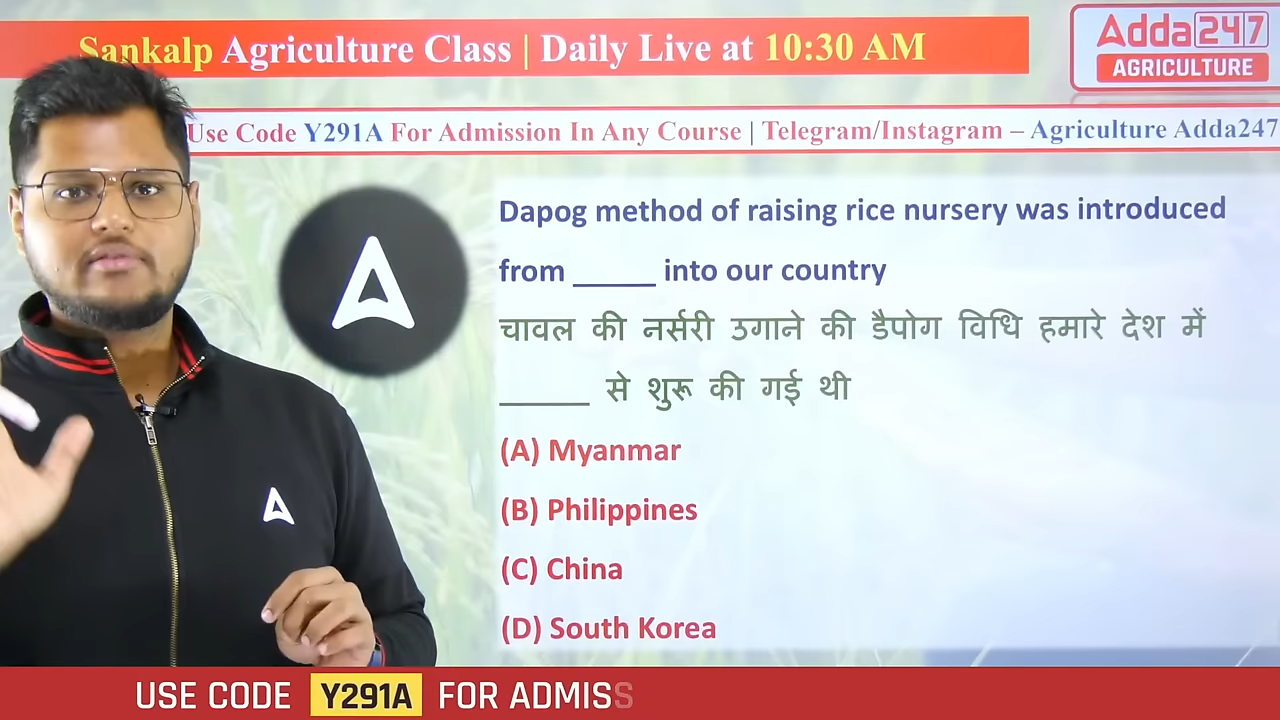 Sankalp Agriculture Class | Daily Live at 10:30 AM
Adda247
AGRICULTURE
Use Code Y291A For Admission In Any Course | Telegram/Instagram – Agriculture Adda247
Dapog method of raising rice nursery was introduced
from _____ into our country
चावल की नर्सरी उगाने की डैपोग विधि हमारे देश में
_____ से शुरू की गई थी
(A) Myanmar
(B) Philippines
(C) China
(D) South Korea
USE CODE Y291A FOR ADMISS